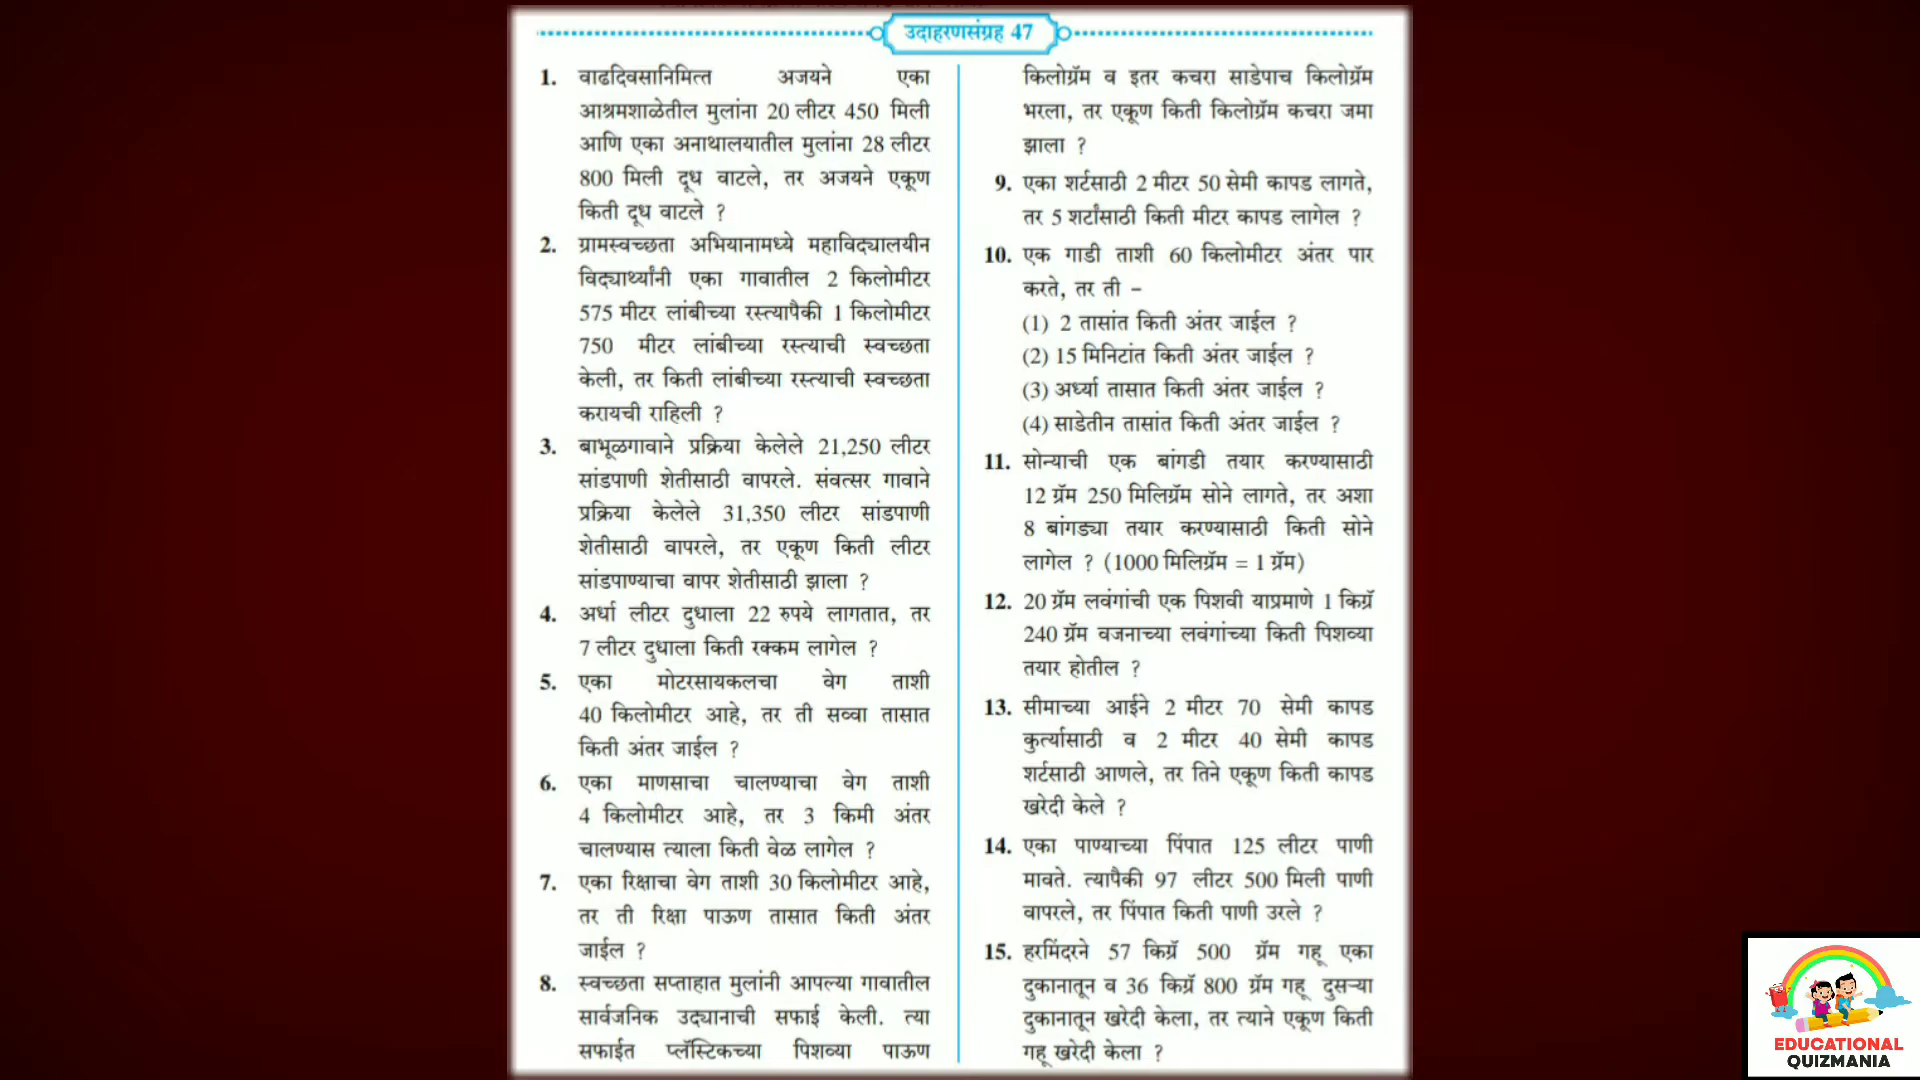 उदाहरणसंग्रह 47
1. वाढदिवसानिमित्त अजयने एका
आश्रमशाळेतील मुलांना 20 लीटर 450 मिली
आणि एका अनाथालयातील मुलांना 28 लीटर
800 मिली दूध वाटले, तर अजयने एकूण
किती दूध वाटले ?
2. ग्रामस्वच्छता अभियानामध्ये महाविद्यालयीन
विद्यार्थ्यांनी एका गावातील 2 किलोमीटर
575 मीटर लांबीच्या रस्त्यापैकी 1 किलोमीटर
750 मीटर लांबीच्या रस्त्याची स्वच्छता
केली, तर किती लांबीच्या रस्त्याची स्वच्छता
करायची राहिली ?
3. बाभूळगावाने प्रक्रिया केलेले 21,250 लीटर
सांडपाणी शेतीसाठी वापरले. संवत्सर गावाने
प्रक्रिया केलेले 31,350 लीटर सांडपाणी
शेतीसाठी वापरले, तर एकूण किती लीटर
सांडपाण्याचा वापर शेतीसाठी झाला ?
4. अर्धा लीटर दुधाला 22 रुपये लागतात, तर
7 लीटर दुधाला किती रक्कम लागेल ?
5. एका मोटरसायकलचा वेग ताशी
40 किलोमीटर आहे, तर ती सव्वा तासात
किती अंतर जाईल ?
6. एका माणसाचा चालण्याचा वेग ताशी
4 किलोमीटर आहे, तर 3 किमी अंतर
चालण्यास त्याला किती वेळ लागेल ?
7. एका रिक्षाचा वेग ताशी 30 किलोमीटर आहे,
तर ती रिक्षा पाऊण तासात किती अंतर
जाईल ?
8. स्वच्छता सप्ताहात मुलांनी आपल्या गावातील
सार्वजनिक उद्यानाची सफाई केली. त्या
सफाईत प्लॅस्टिकच्या पिशव्या पाऊण
किलोग्रॅम व इतर कचरा साडेपाच किलोग्रॅम
भरला, तर एकूण किती किलोग्रॅम कचरा जमा
झाला ?
9. एका शर्टसाठी 2 मीटर 50 सेमी कापड लागते,
तर 5 शर्टांसाठी किती मीटर कापड लागेल ?
10. एक गाडी ताशी 60 किलोमीटर अंतर पार
करते, तर ती -
(1) 2 तासांत किती अंतर जाईल ?
(2) 15 मिनिटांत किती अंतर जाईल ?
(3) अर्ध्या तासात किती अंतर जाईल ?
(4) साडेतीन तासांत किती अंतर जाईल ?
11. सोन्याची एक बांगडी तयार करण्यासाठी
12 ग्रॅम 250 मिलिग्रॅम सोने लागते, तर अशा
8 बांगड्या तयार करण्यासाठी किती सोने
लागेल ? (1000 मिलिग्रॅम = 1 ग्रॅम)
12. 20 ग्रॅम लवंगांची एक पिशवी याप्रमाणे 1 किग्रॅ
240 ग्रॅम वजनाच्या लवंगांच्या किती पिशव्या
तयार होतील ?
13. सीमाच्या आईने 2 मीटर 70 सेमी कापड
कुर्त्यासाठी व 2 मीटर 40 सेमी कापड
शर्टसाठी आणले, तर तिने एकूण किती कापड
खरेदी केले ?
14. एका पाण्याच्या पिंपात 125 लीटर पाणी
मावते. त्यापैकी 97 लीटर 500 मिली पाणी
वापरले, तर पिंपात किती पाणी उरले ?
15. हरमिंदरने 57 किग्रॅ 500 ग्रॅम गहू एका
दुकानातून व 36 किग्रॅ 800 ग्रॅम गहू दुसऱ्या
दुकानातून खरेदी केला, तर त्याने एकूण किती
गहू खरेदी केला ?
EDUCATIONAL
QUIZMANIA